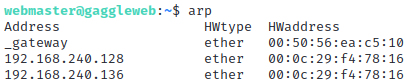 webmaster@gaggleweb:~$ arp
Address HWtype HWaddress
_gateway ether 00:50:56:ea:c5:10
192.168.240.128 ether 00:0c:29:f4:78:16
192.168.240.136 ether 00:0c:29:f4:78:16